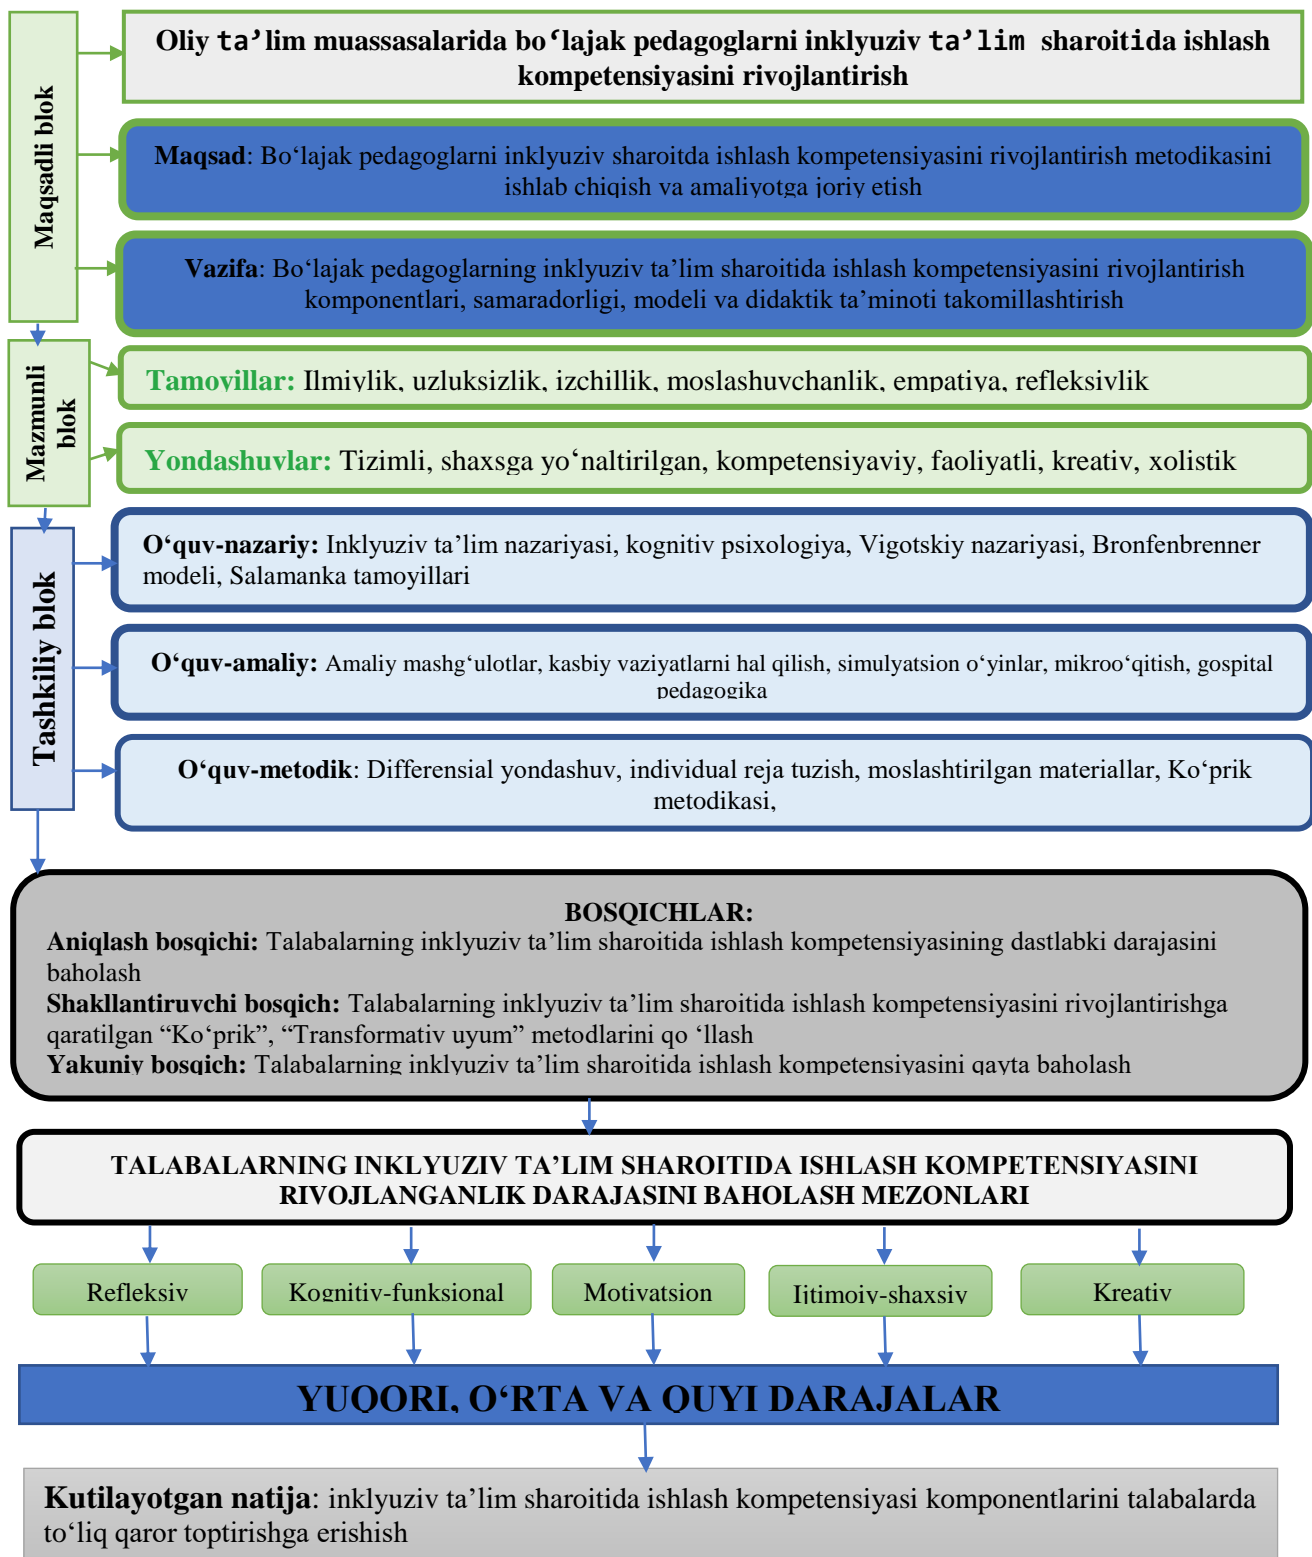 Maqsadli blok
Oliy ta’lim muassasalarida bo‘lajak pedagoglarni inklyuziv ta’lim sharoitida ishlash
kompetensiyasini rivojlantirish
Maqsad: Bo‘lajak pedagoglarni inklyuziv sharoitda ishlash kompetensiyasini rivojlantirish metodikasini
ishlab chiqish va amaliyotga joriy etish
Vazifa: Bo‘lajak pedagoglarning inklyuziv ta’lim sharoitida ishlash kompetensiyasini rivojlantirish
komponentlari, samaradorligi, modeli va didaktik ta’minoti takomillashtirish
Mazmunli
blok
Tamoyillar: Ilmiylik, uzluksizlik, izchillik, moslashuvchanlik, empatiya, refleksivlik
Yondashuvlar: Tizimli, shaxsga yo‘naltirilgan, kompetensiyaviy, faoliyatli, kreativ, xolistik
Tashkiliy blok
O‘quv-nazariy: Inklyuziv ta’lim nazariyasi, kognitiv psixologiya, Vigotskiy nazariyasi, Bronfenbrenner
modeli, Salamanka tamoyillari
O‘quv-amaliy: Amaliy mashg‘ulotlar, kasbiy vaziyatlarni hal qilish, simulyatsion o‘yinlar, mikroo‘qitish, gospital
pedagogika
O‘quv-metodik: Differensial yondashuv, individual reja tuzish, moslashtirilgan materiallar, Ko‘prik
metodikasi,
BOSQICHLAR:
Aniqlash bosqichi: Talabalarning inklyuziv ta’lim sharoitida ishlash kompetensiyasining dastlabki darajasini
baholash
Shakllantiruvchi bosqich: Talabalarning inklyuziv ta’lim sharoitida ishlash kompetensiyasini rivojlantirishga
qaratilgan “Ko‘prik”, “Transformativ uyum” metodlarini qo ‘llash
Yakuniy bosqich: Talabalarning inklyuziv ta’lim sharoitida ishlash kompetensiyasini qayta baholash
TALABALARNING INKLYUZIV TA’LIM SHAROITIDA ISHLASH KOMPETENSIYASINI
RIVOJLANGANLIK DARAJASINI BAHOLASH MEZONLARI
Refleksiv
Kognitiv-funksional
Motivatsion
Ijtimoiy-shaxsiy
Kreativ
YUQORI, O‘RTA VA QUYI DARAJALAR
Kutilayotgan natija: inklyuziv ta’lim sharoitida ishlash kompetensiyasi komponentlarini talabalarda
to‘liq qaror toptirishga erishish